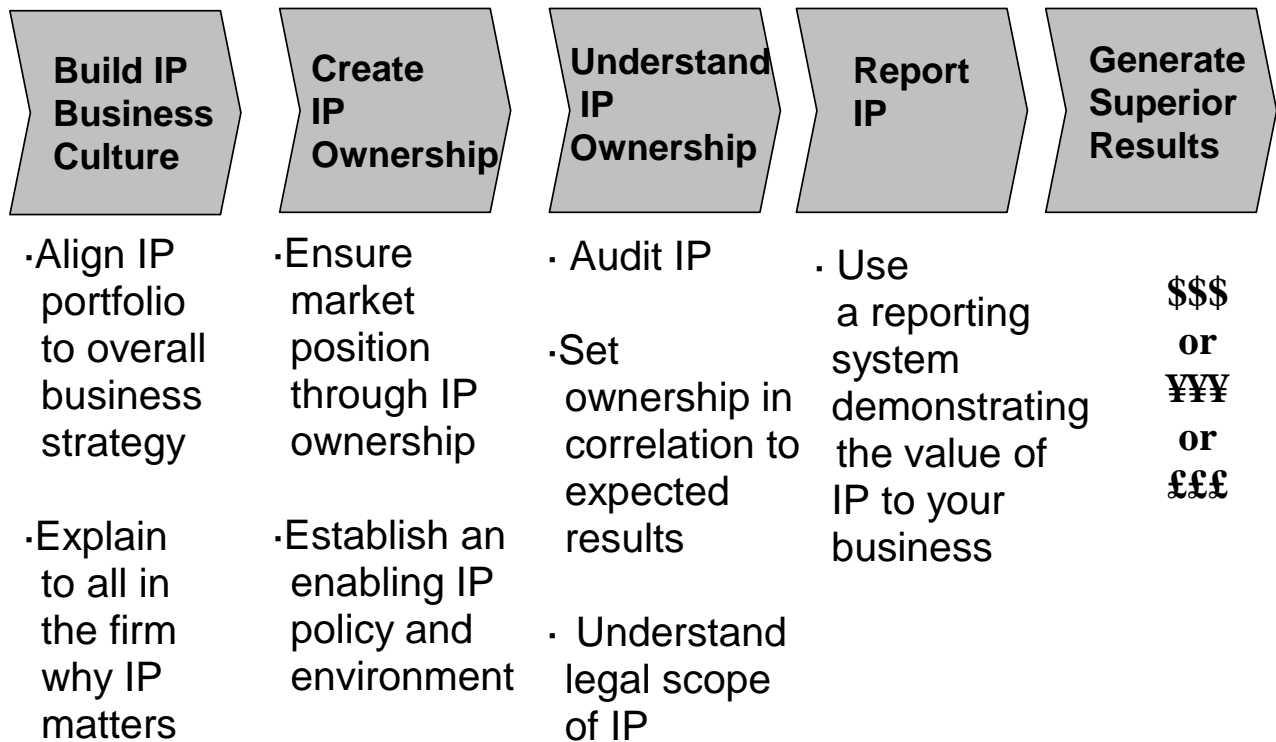 Build IP
Business
Culture
Create
IP
Ownership
Understand
IP
Ownership
Report
IP
Generate
Superior
Results
·Align IP
portfolio
to overall
business
strategy
·Explain
to all in
the firm
why IP
matters
·Ensure
market
position
through IP
ownership
·Establish an
enabling IP
policy and
environment
· Audit IP
·Set
ownership in
correlation to
expected
results
· Understand
legal scope
of IP
· Use
a reporting
system
demonstrating
the value of
IP to your
business
$$$
or
¥¥¥
or
£££